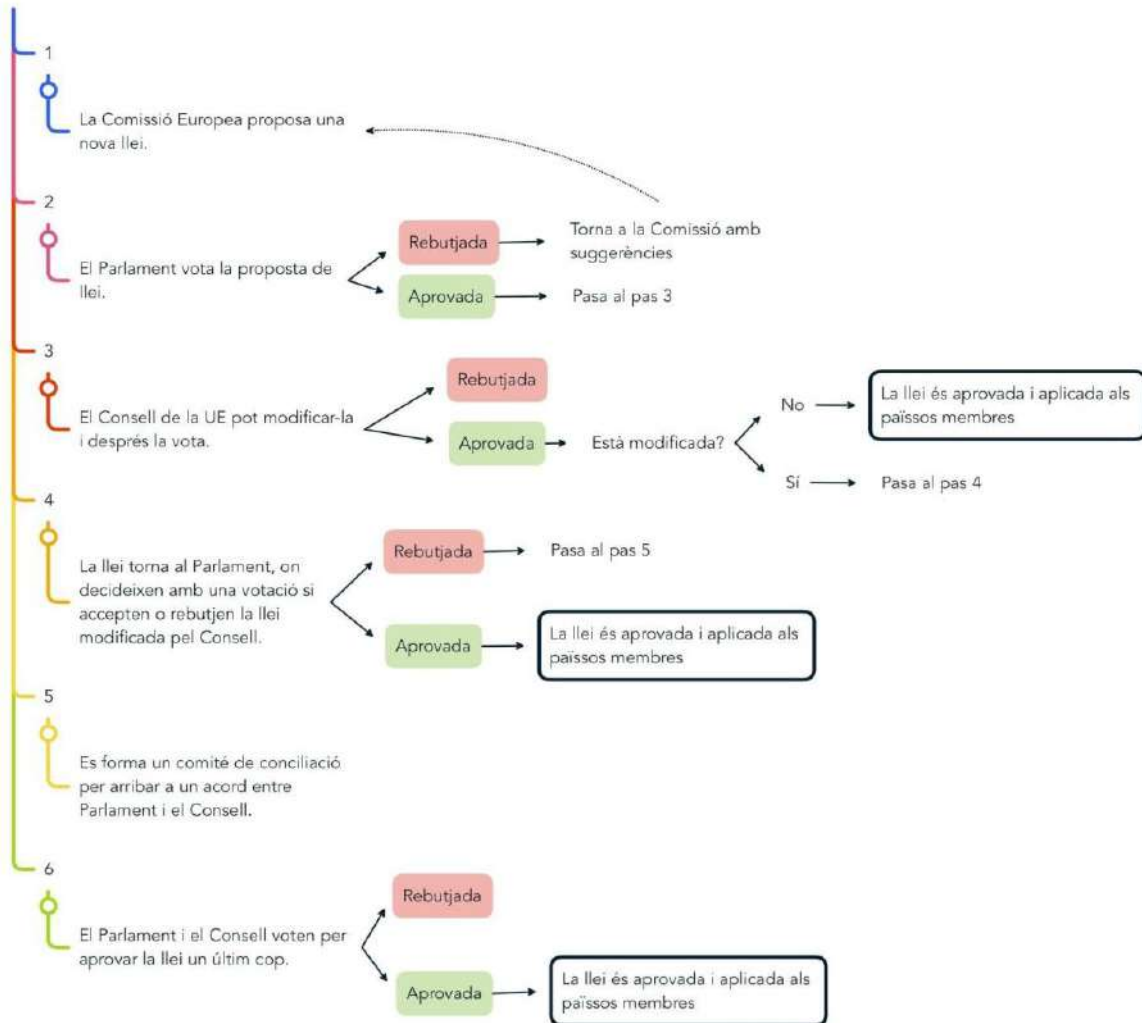 1
La Comissió Europea proposa una
nova llei.
2
El Parlament vota la proposta de
llei.
Rebutjada
Torna a la Comissió amb
suggerències
Aprovada
Pasa al pas 3
3
El Consell de la UE pot modificar-la
i després la vota.
Rebutjada
Aprovada
Està modificada?
No
La llei és aprovada i aplicada als
païssos membres
Sí
Pasa al pas 4
4
La llei torna al Parlament, on
decideixen amb una votació si
accepten o rebutjen la llei
modificada pel Consell.
Rebutjada
Pasa al pas 5
Aprovada
La llei és aprovada i aplicada als
païssos membres
5
Es forma un comité de conciliació
per arribar a un acord entre
Parlament i el Consell.
6
El Parlament i el Consell voten per
aprovar la llei un últim cop.
Rebutjada
Aprovada
La llei és aprovada i aplicada als
païssos membres